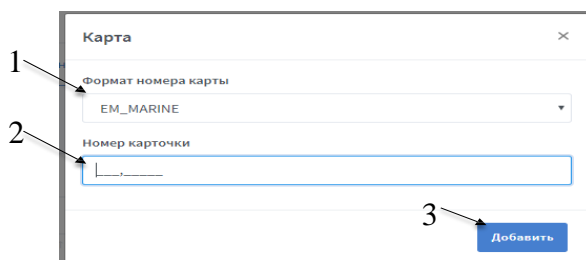 Карта ×
1
Формат номера карты
EM_MARINE
2
Номер карточки
___,_____
3
Добавить